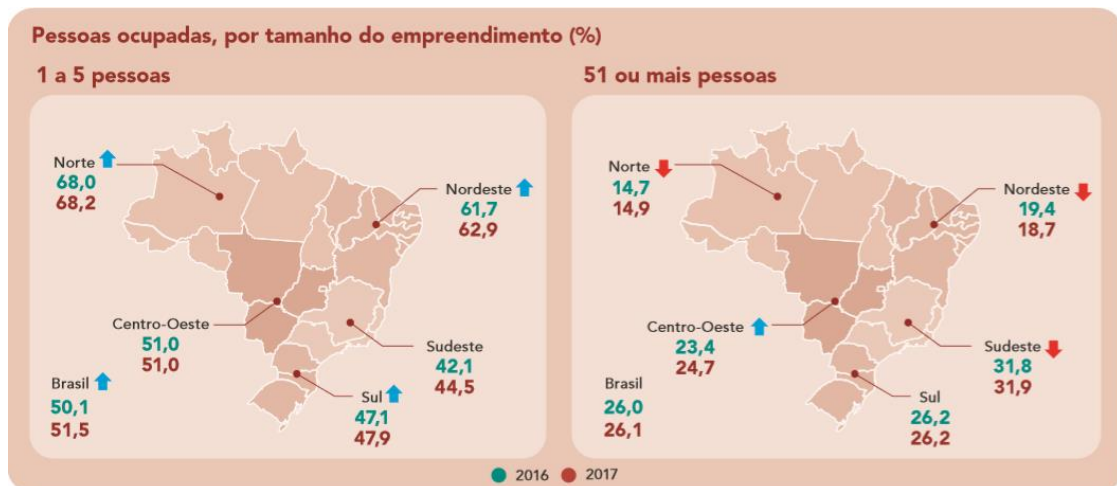 Pessoas ocupadas, por tamanho do empreendimento (%)
1 a 5 pessoas
Norte
68,0
68,2
Nordeste
61,7
62,9
Centro-Oeste
51,0
51,0
Sudeste
42,1
44,5
Brasil
50,1
51,5
Sul
47,1
47,9
51 ou mais pessoas
Norte
14,7
14,9
Nordeste
19,4
18,7
Centro-Oeste
23,4
24,7
Sudeste
31,8
31,9
Brasil
26,0
26,1
Sul
26,2
26,2
2016 2017